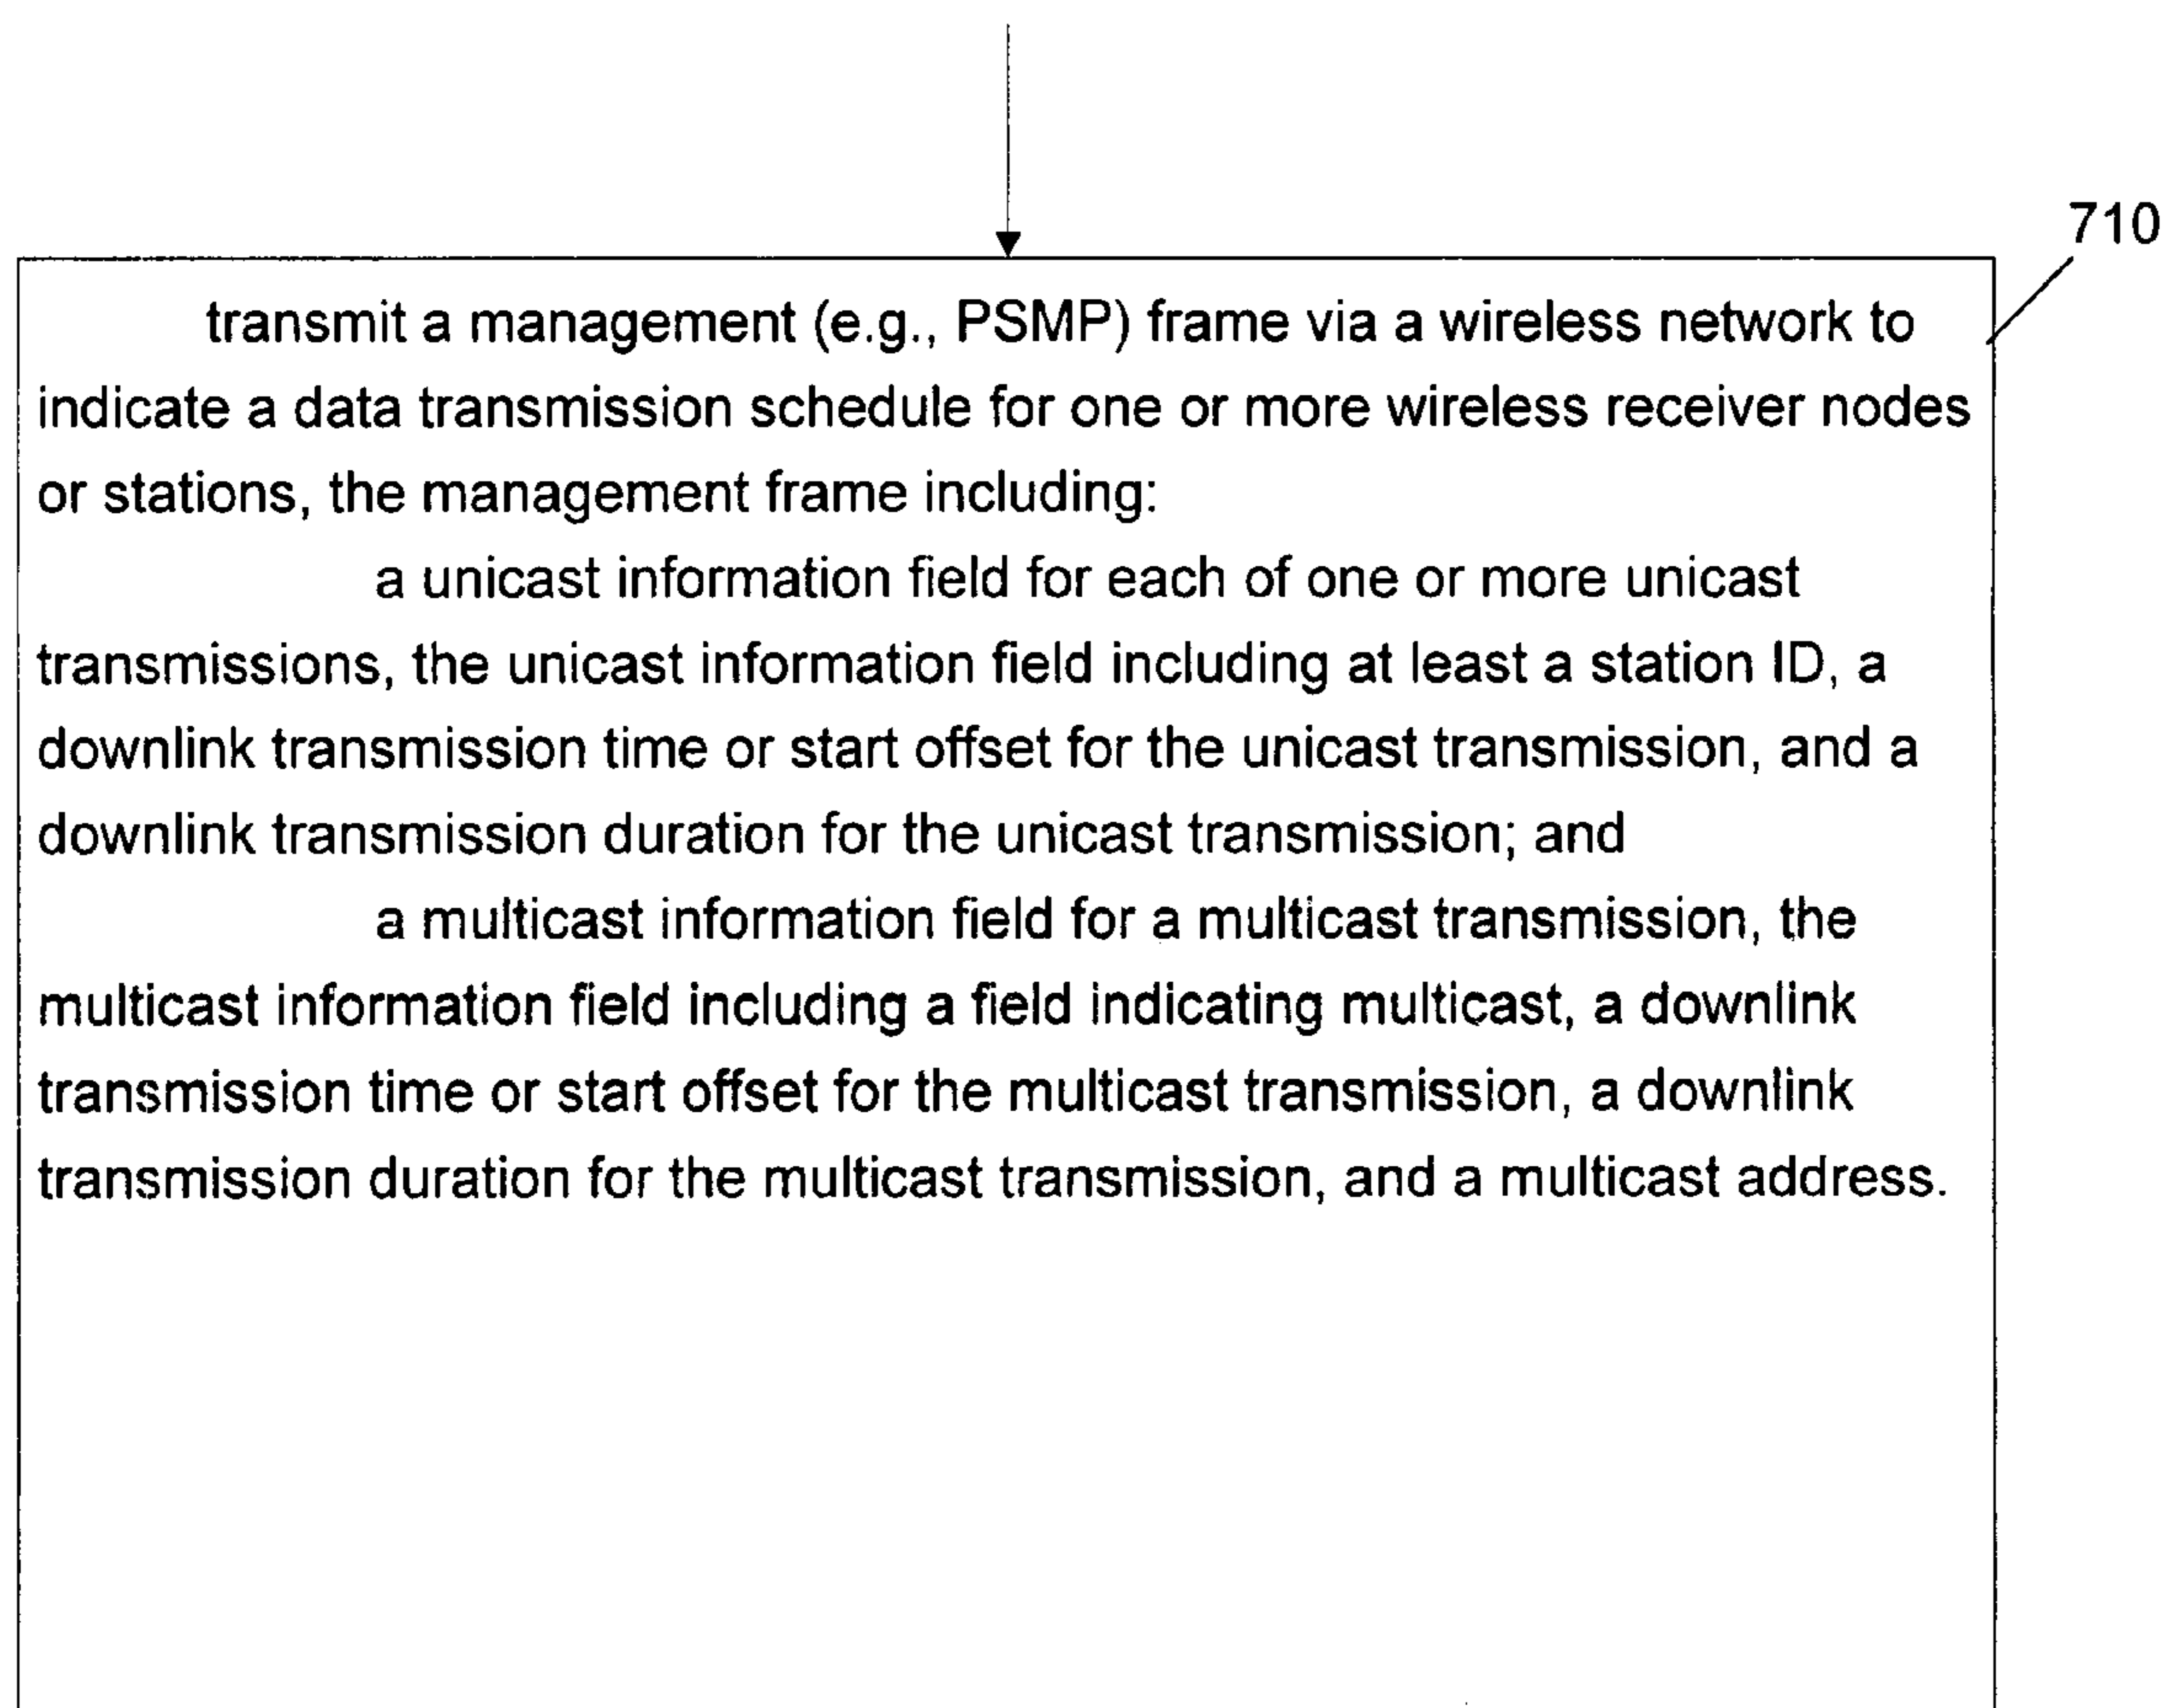 710
transmit a management (e.g., PSMP) frame via a wireless network to
indicate a data transmission schedule for one or more wireless receiver nodes
or stations, the management frame including:
a unicast information field for each of one or more unicast
transmissions, the unicast information field including at least a station ID, a
downlink transmission time or start offset for the unicast transmission, and a
downlink transmission duration for the unicast transmission; and
a multicast information field for a multicast transmission, the
multicast information field including a field indicating multicast, a downlink
transmission time or start offset for the multicast transmission, a downlink
transmission duration for the multicast transmission, and a multicast address.